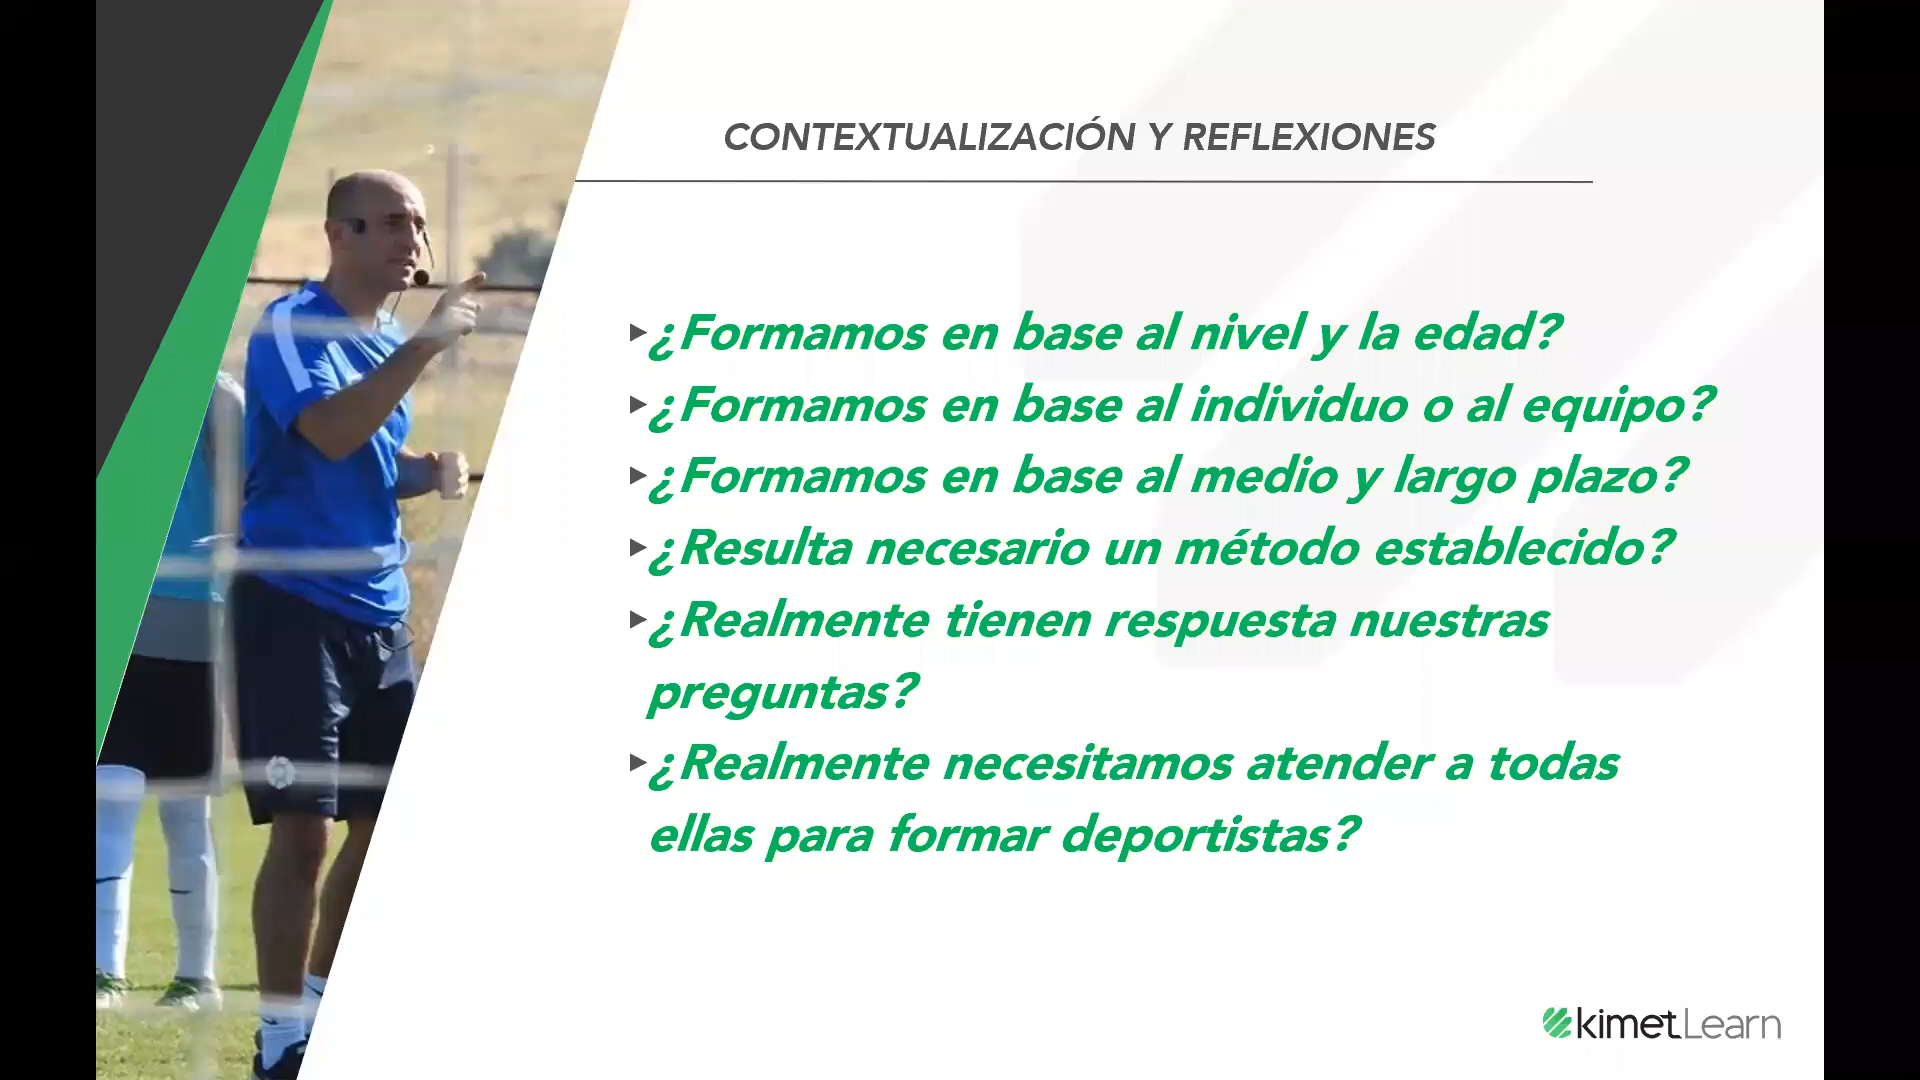 CONTEXTUALIZACIÓN Y REFLEXIONES
¿Formamos en base al nivel y la edad?
¿Formamos en base al individuo o al equipo?
¿Formamos en base al medio y largo plazo?
¿Resulta necesario un método establecido?
¿Realmente tienen respuesta nuestras
preguntas?
¿Realmente necesitamos atender a todas
ellas para formar deportistas?
kimetLearn